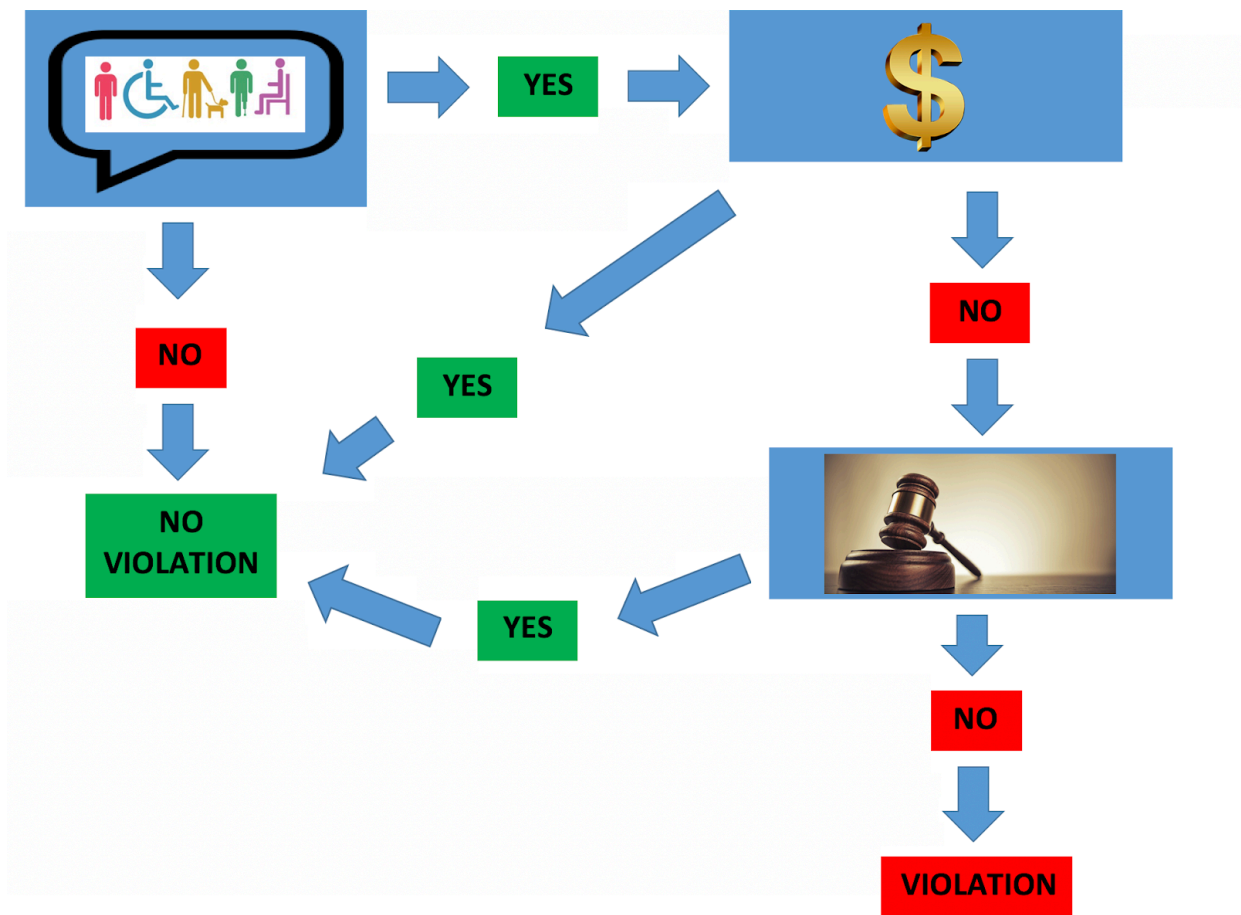 YES
$
NO
NO
YES
NO
VIOLATION
YES
NO
VIOLATION